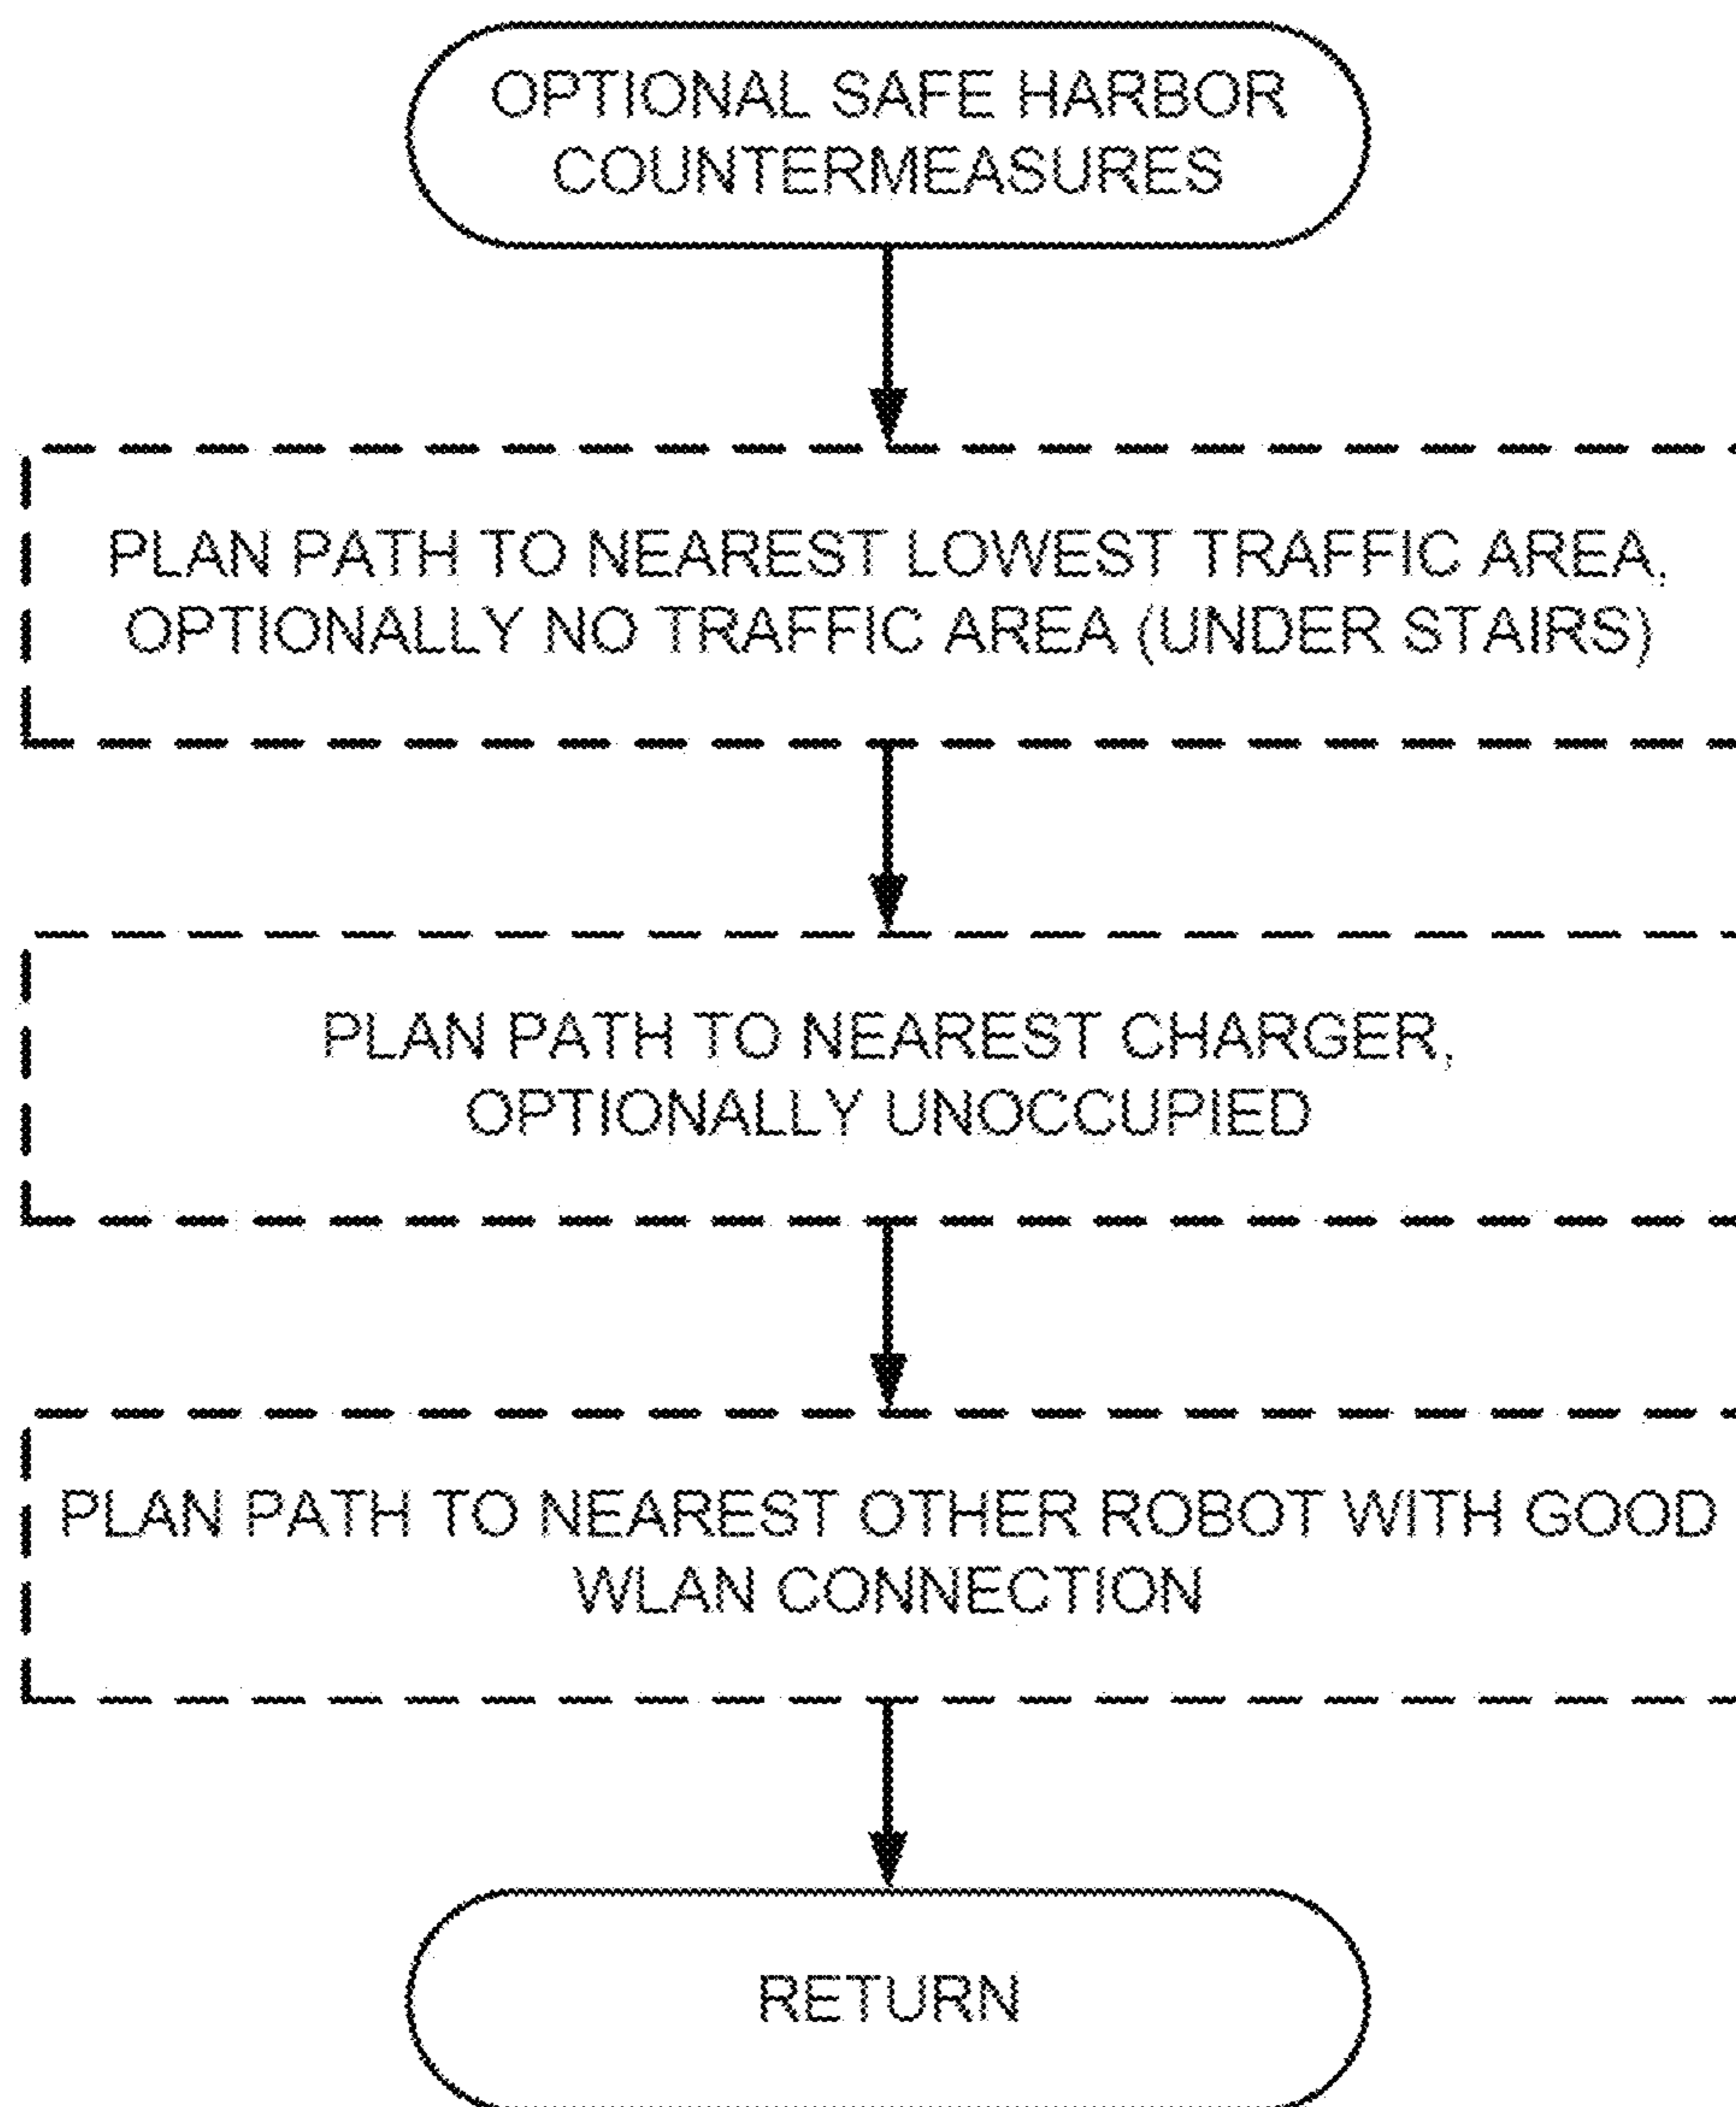 OPTIONAL SAFE HARBOR
COUNTERMEASURES
PLAN PATH TO NEAREST LOWEST TRAFFIC AREA,
OPTIONALLY NO TRAFFIC AREA (UNDER STAIRS)
PLAN PATH TO NEAREST CHARGER,
OPTIONALLY UNOCCUPIED
PLAN PATH TO NEAREST OTHER ROBOT WITH GOOD
WLAN CONNECTION
RETURN